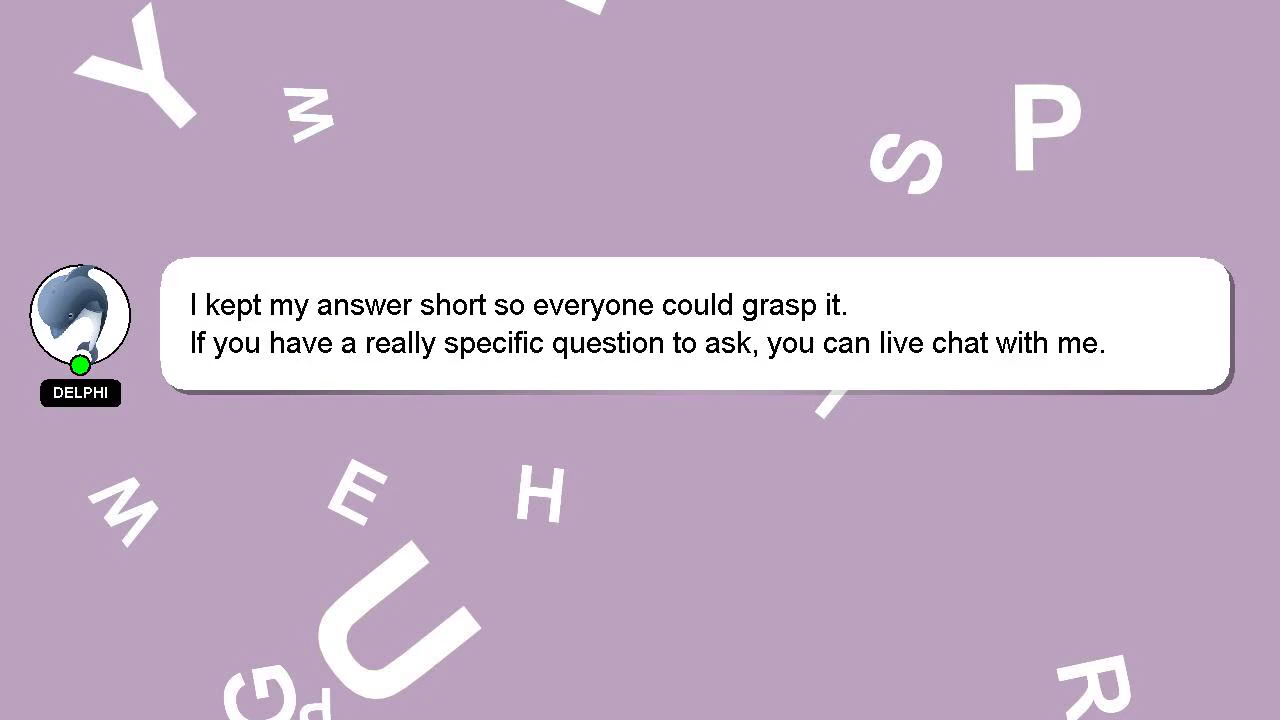 Y
W
S
P
I kept my answer short so everyone could grasp it.
If you have a really specific question to ask, you can live chat with me.
DELPHI
W
E
H
U
G
R